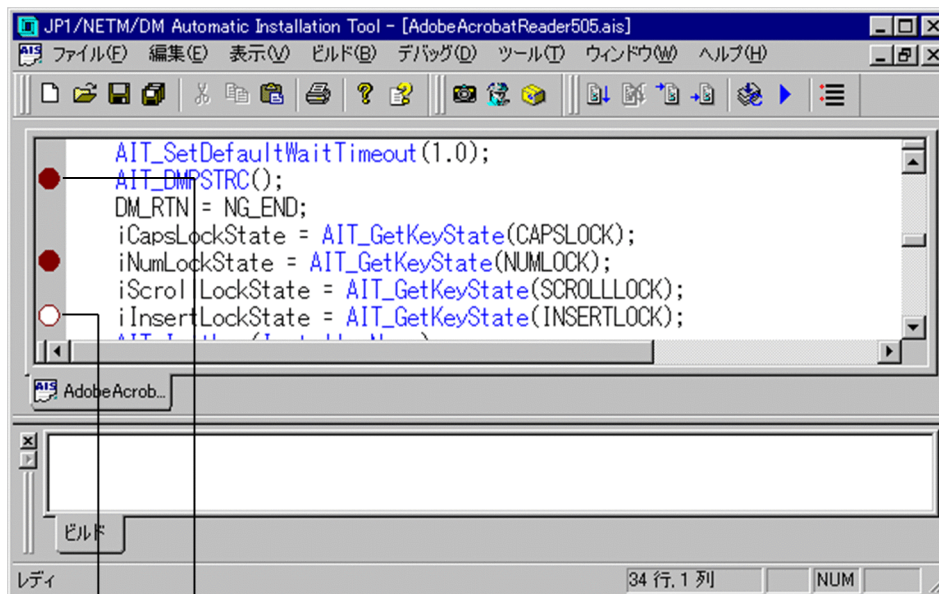 JP1/NETM/DM Automatic Installation Tool - [AdobeAcrobatReader505.ais]
AIS ファイル(F) 編集(E) 表示(V) ビルド(B) デバッグ(D) ツール(T) ウィンドウ(W) ヘルプ(H)
AIT_SetDefaultWaitTimeout(1.0);
AIT_DMPSTRC();
DM_RTN = NG_END;
iCapsLockState = AIT_GetKeyState(CAPSLOCK);
iNumLockState = AIT_GetKeyState(NUMLOCK);
iScrollLockState = AIT_GetKeyState(SCROLLLOCK);
iInsertLockState = AIT_GetKeyState(INSERTLOCK);
AIS AdobeAcrob...
ビルド
レディ 34 行, 1 列 NUM